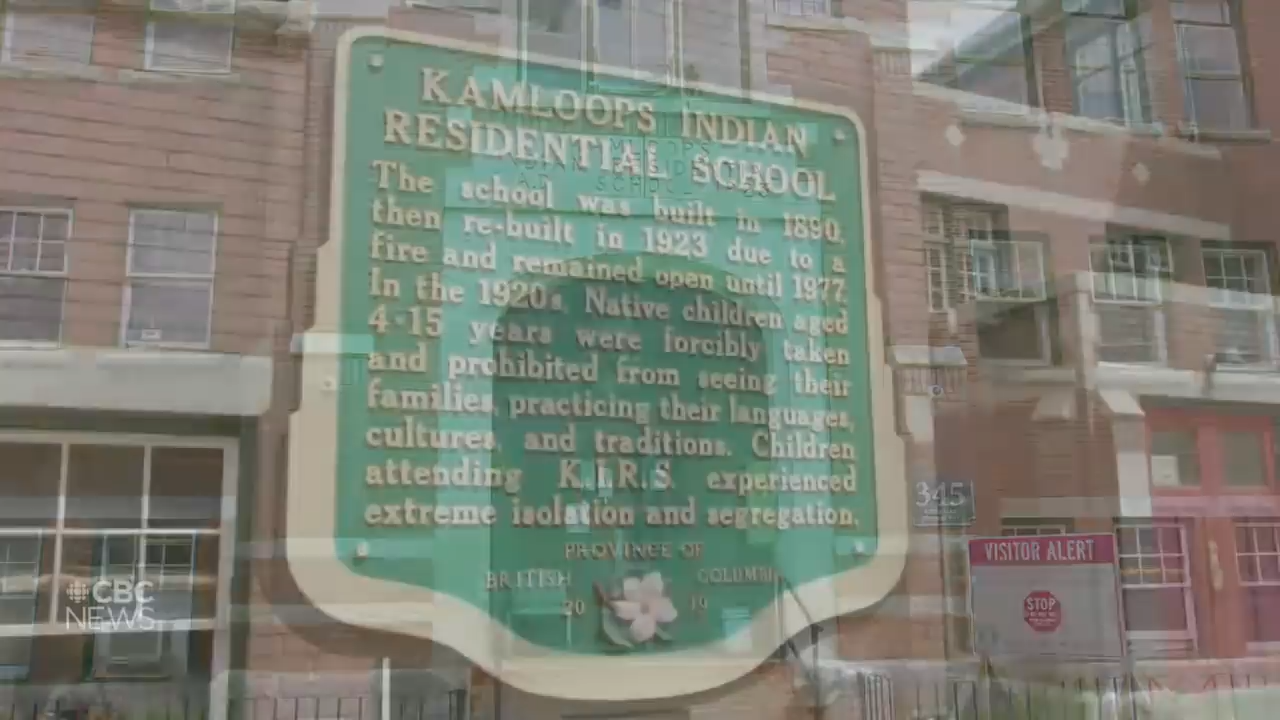 KAMLOOPS INDIAN
RESIDENTIAL SCHOOL
The school was built in 1890,
then re-built in 1923 due to a
fire and remained open until 1977.
In the 1920s, Native children aged
4-15 years were forcibly taken
and prohibited from seeing their
families, practicing their languages,
cultures, and traditions. Children
attending K.I.R.S. experienced
extreme isolation and segregation.
PROVINCE OF
BRITISH COLUMBIA
20 19
345
VISITOR ALERT
STOP
CBC
NEWS